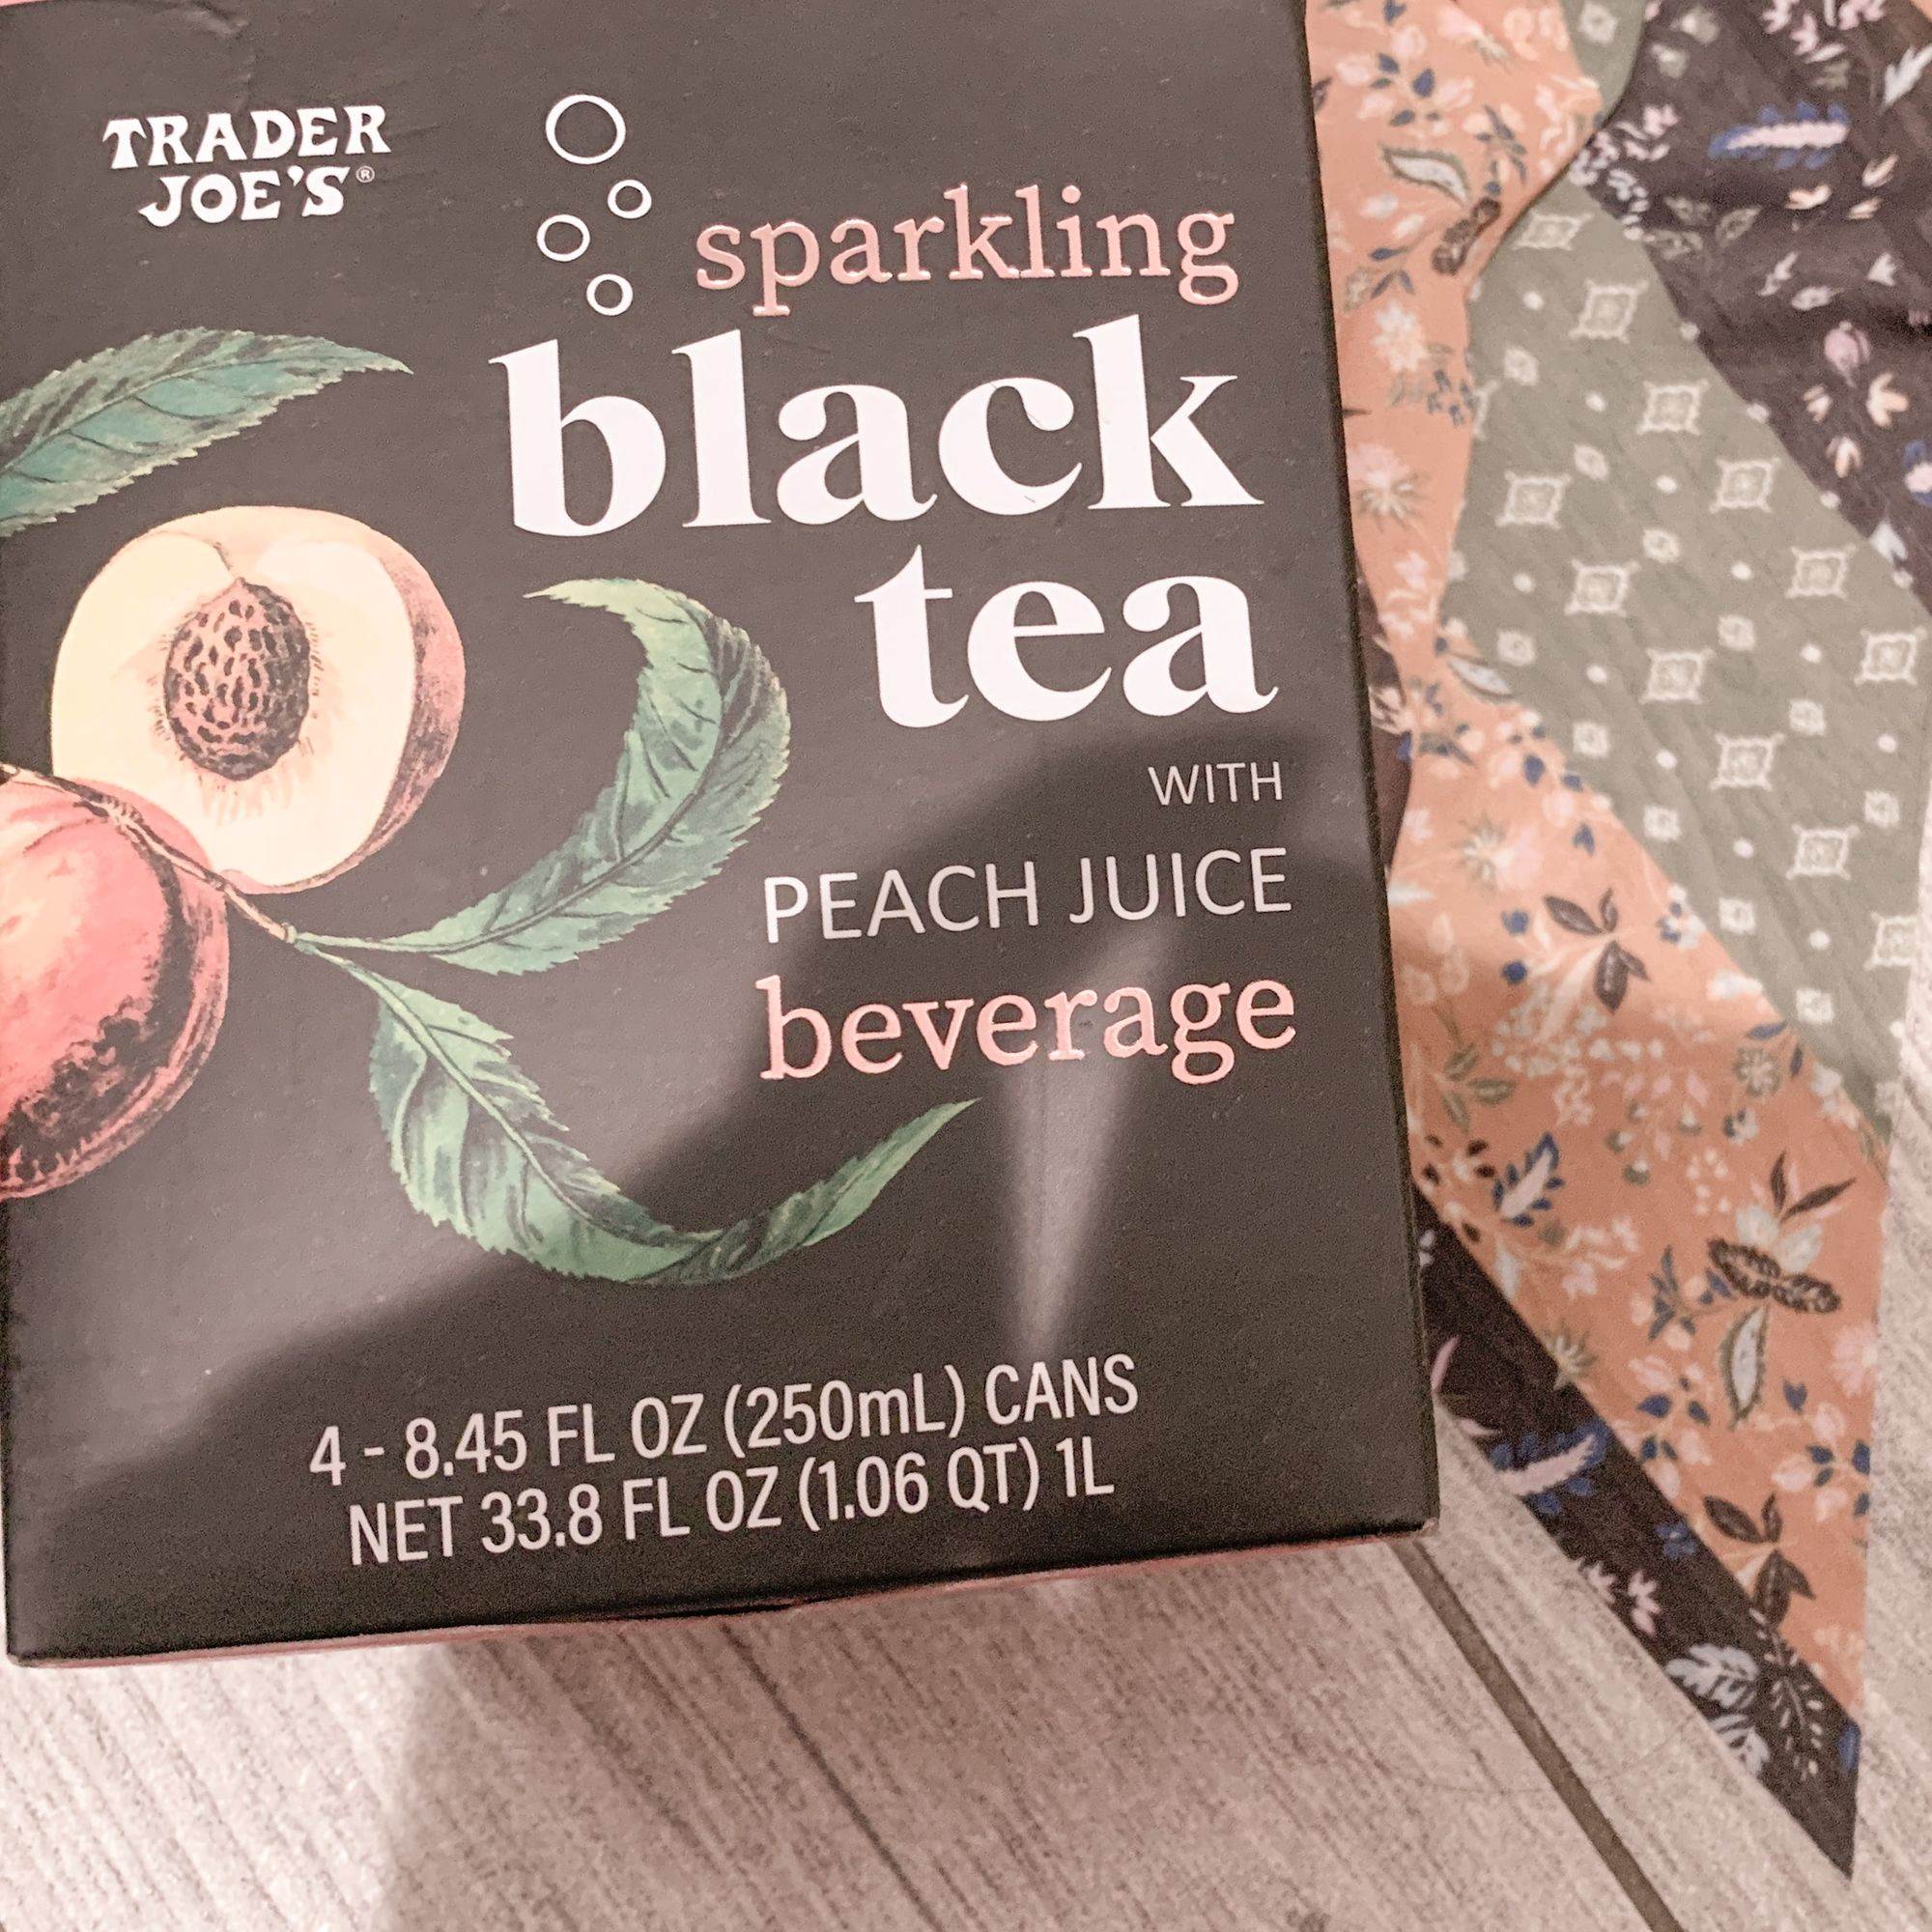 TRADER
JOE'S®
sparkling
black
tea
WITH
PEACH JUICE
beverage
4 - 8.45 FL OZ (250mL) CANS
NET 33.8 FL OZ (1.06 QT) 1L